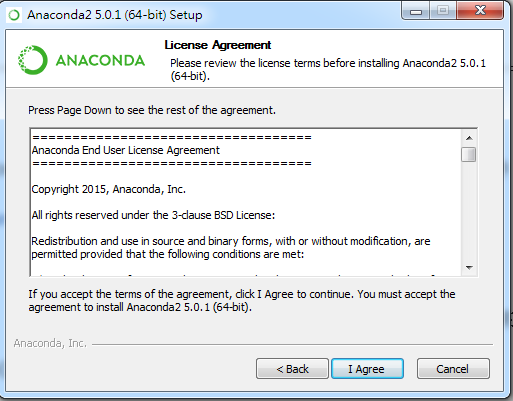 Anaconda2 5.0.1 (64-bit) Setup
License Agreement
Please review the license terms before installing Anaconda2 5.0.1
(64-bit).
ANACONDA
Press Page Down to see the rest of the agreement.
=====================================
Anaconda End User License Agreement
=====================================
Copyright 2015, Anaconda, Inc.
All rights reserved under the 3-clause BSD License:
Redistribution and use in source and binary forms, with or without modification, are
permitted provided that the following conditions are met:
If you accept the terms of the agreement, click I Agree to continue. You must accept the
agreement to install Anaconda2 5.0.1 (64-bit).
Anaconda, Inc.
< Back
I Agree
Cancel